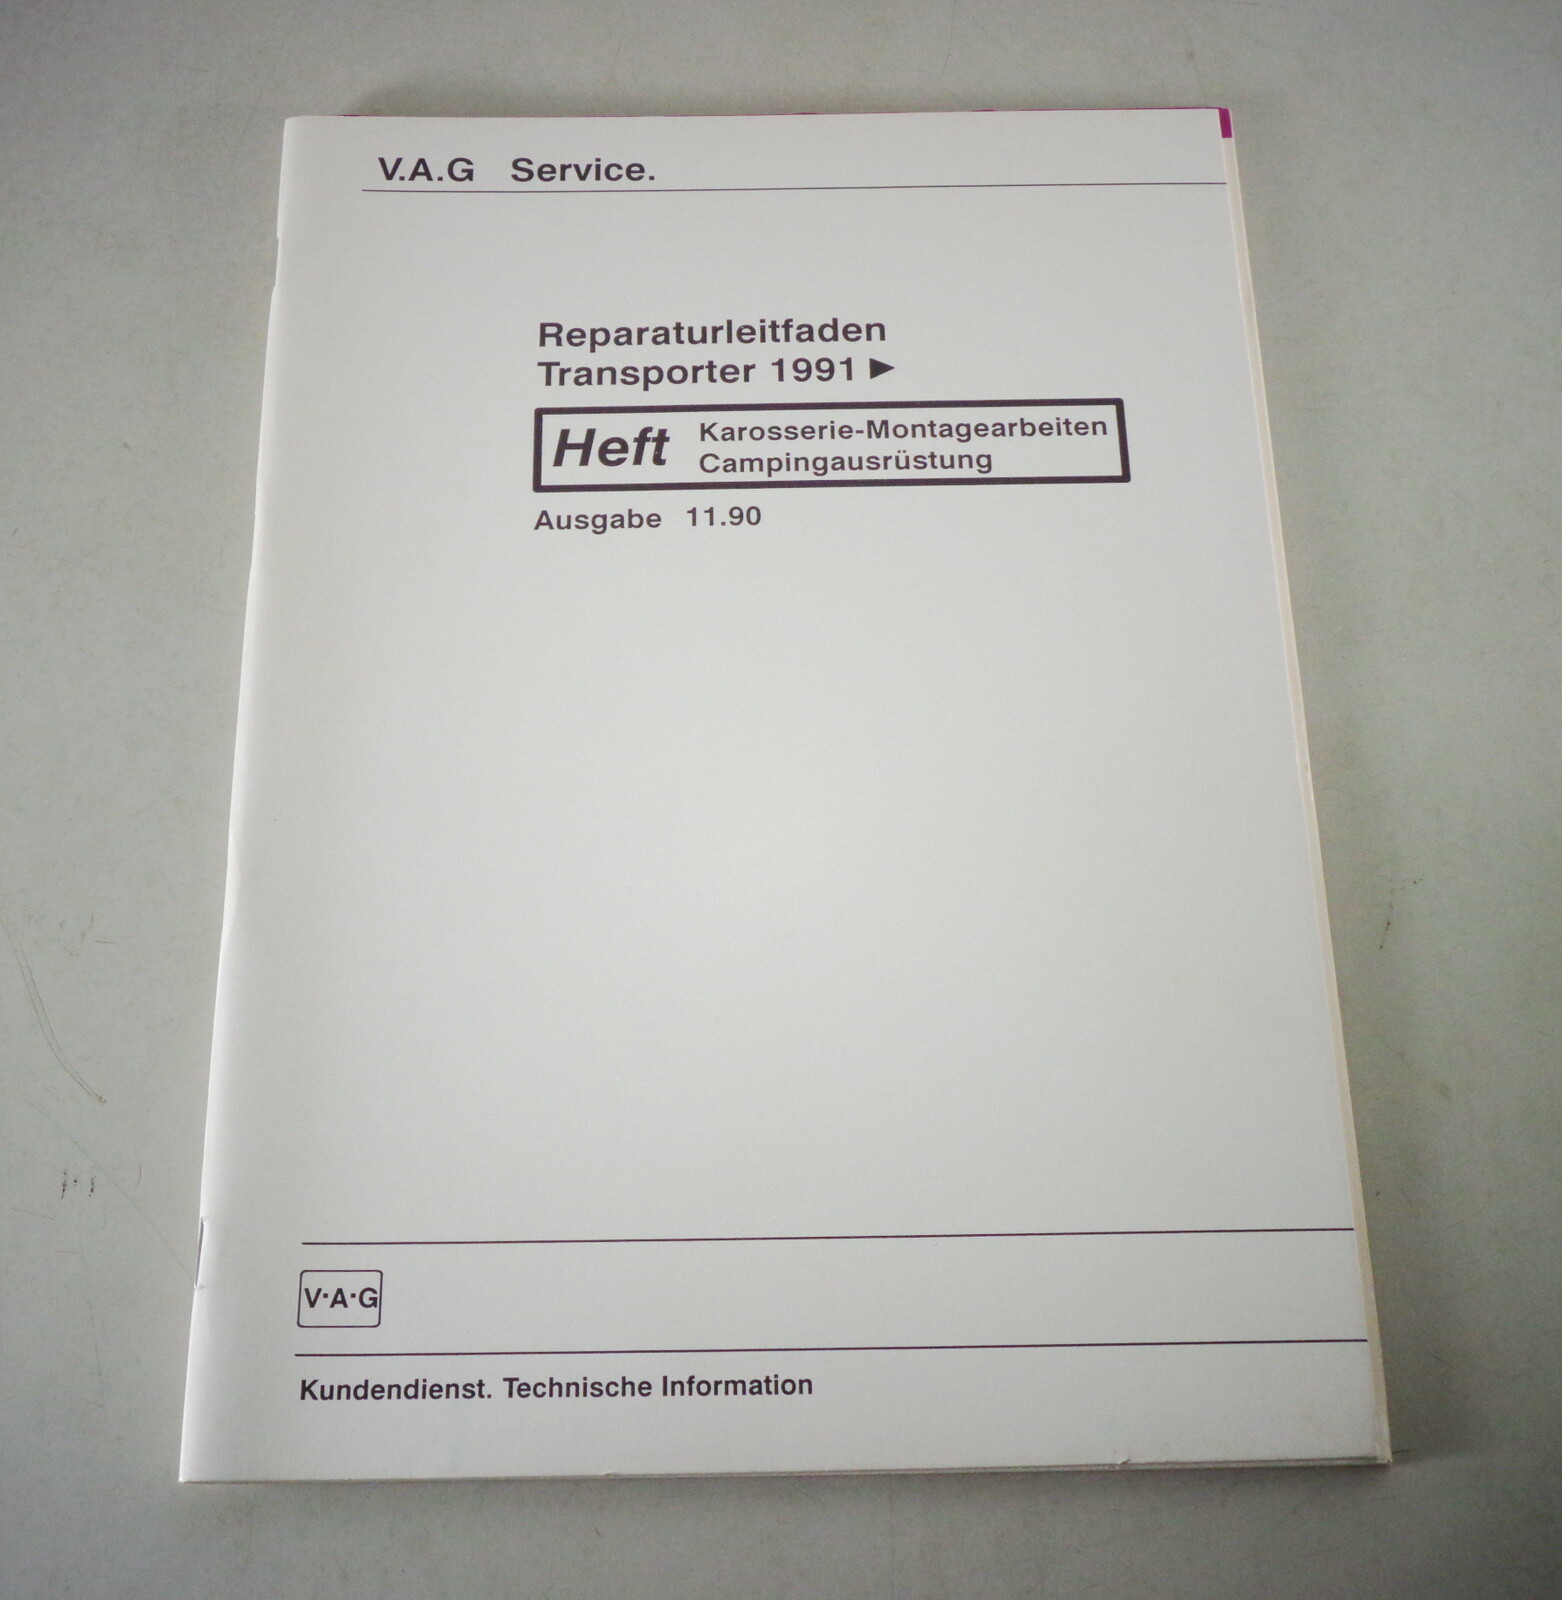 V.A.G Service.
Reparaturleitfaden
Transporter 1991 ►
Heft
Karosserie-Montagearbeiten
Campingausrüstung
Ausgabe 11.90
V·A·G
Kundendienst. Technische Information